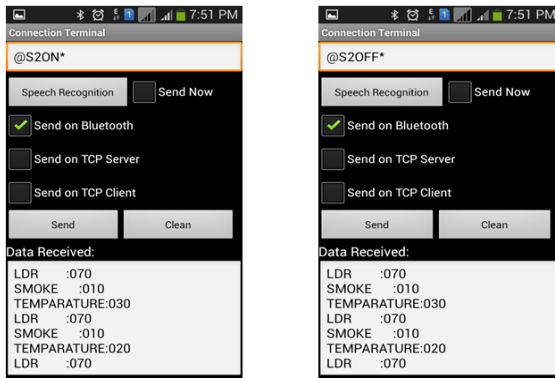 7:51 PM
Connection Terminal
@S2ON*
Speech Recognition
Send Now
Send on Bluetooth
Send on TCP Server
Send on TCP Client
Send
Clean
Data Received:
LDR :070
SMOKE :010
TEMPARATURE:030
LDR :070
SMOKE :010
TEMPARATURE:020
LDR :070
7:51 PM
Connection Terminal
@S2OFF*
Speech Recognition
Send Now
Send on Bluetooth
Send on TCP Server
Send on TCP Client
Send
Clean
Data Received:
LDR :070
SMOKE :010
TEMPARATURE:030
LDR :070
SMOKE :010
TEMPARATURE:020
LDR :070